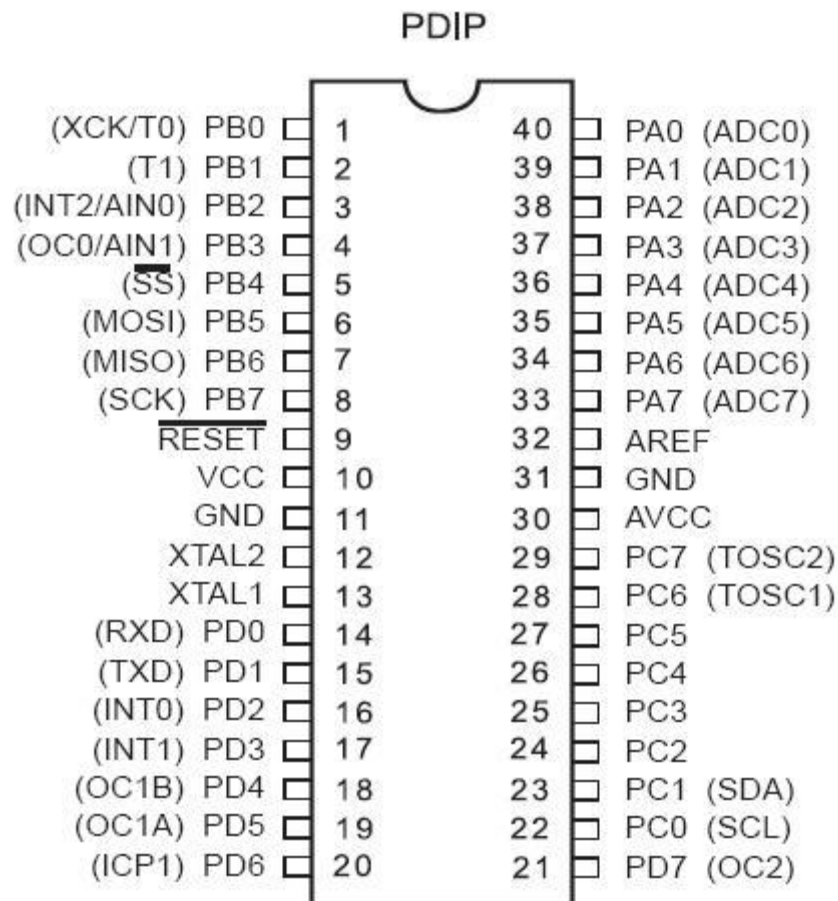 PDIP
(XCK/T0) PB0 1 40 PA0 (ADC0)
(T1) PB1 2 39 PA1 (ADC1)
(INT2/AIN0) PB2 3 38 PA2 (ADC2)
(OC0/AIN1) PB3 4 37 PA3 (ADC3)
(SS) PB4 5 36 PA4 (ADC4)
(MOSI) PB5 6 35 PA5 (ADC5)
(MISO) PB6 7 34 PA6 (ADC6)
(SCK) PB7 8 33 PA7 (ADC7)
RESET 9 32 AREF
VCC 10 31 GND
GND 11 30 AVCC
XTAL2 12 29 PC7 (TOSC2)
XTAL1 13 28 PC6 (TOSC1)
(RXD) PD0 14 27 PC5
(TXD) PD1 15 26 PC4
(INT0) PD2 16 25 PC3
(INT1) PD3 17 24 PC2
(OC1B) PD4 18 23 PC1 (SDA)
(OC1A) PD5 19 22 PC0 (SCL)
(ICP1) PD6 20 21 PD7 (OC2)